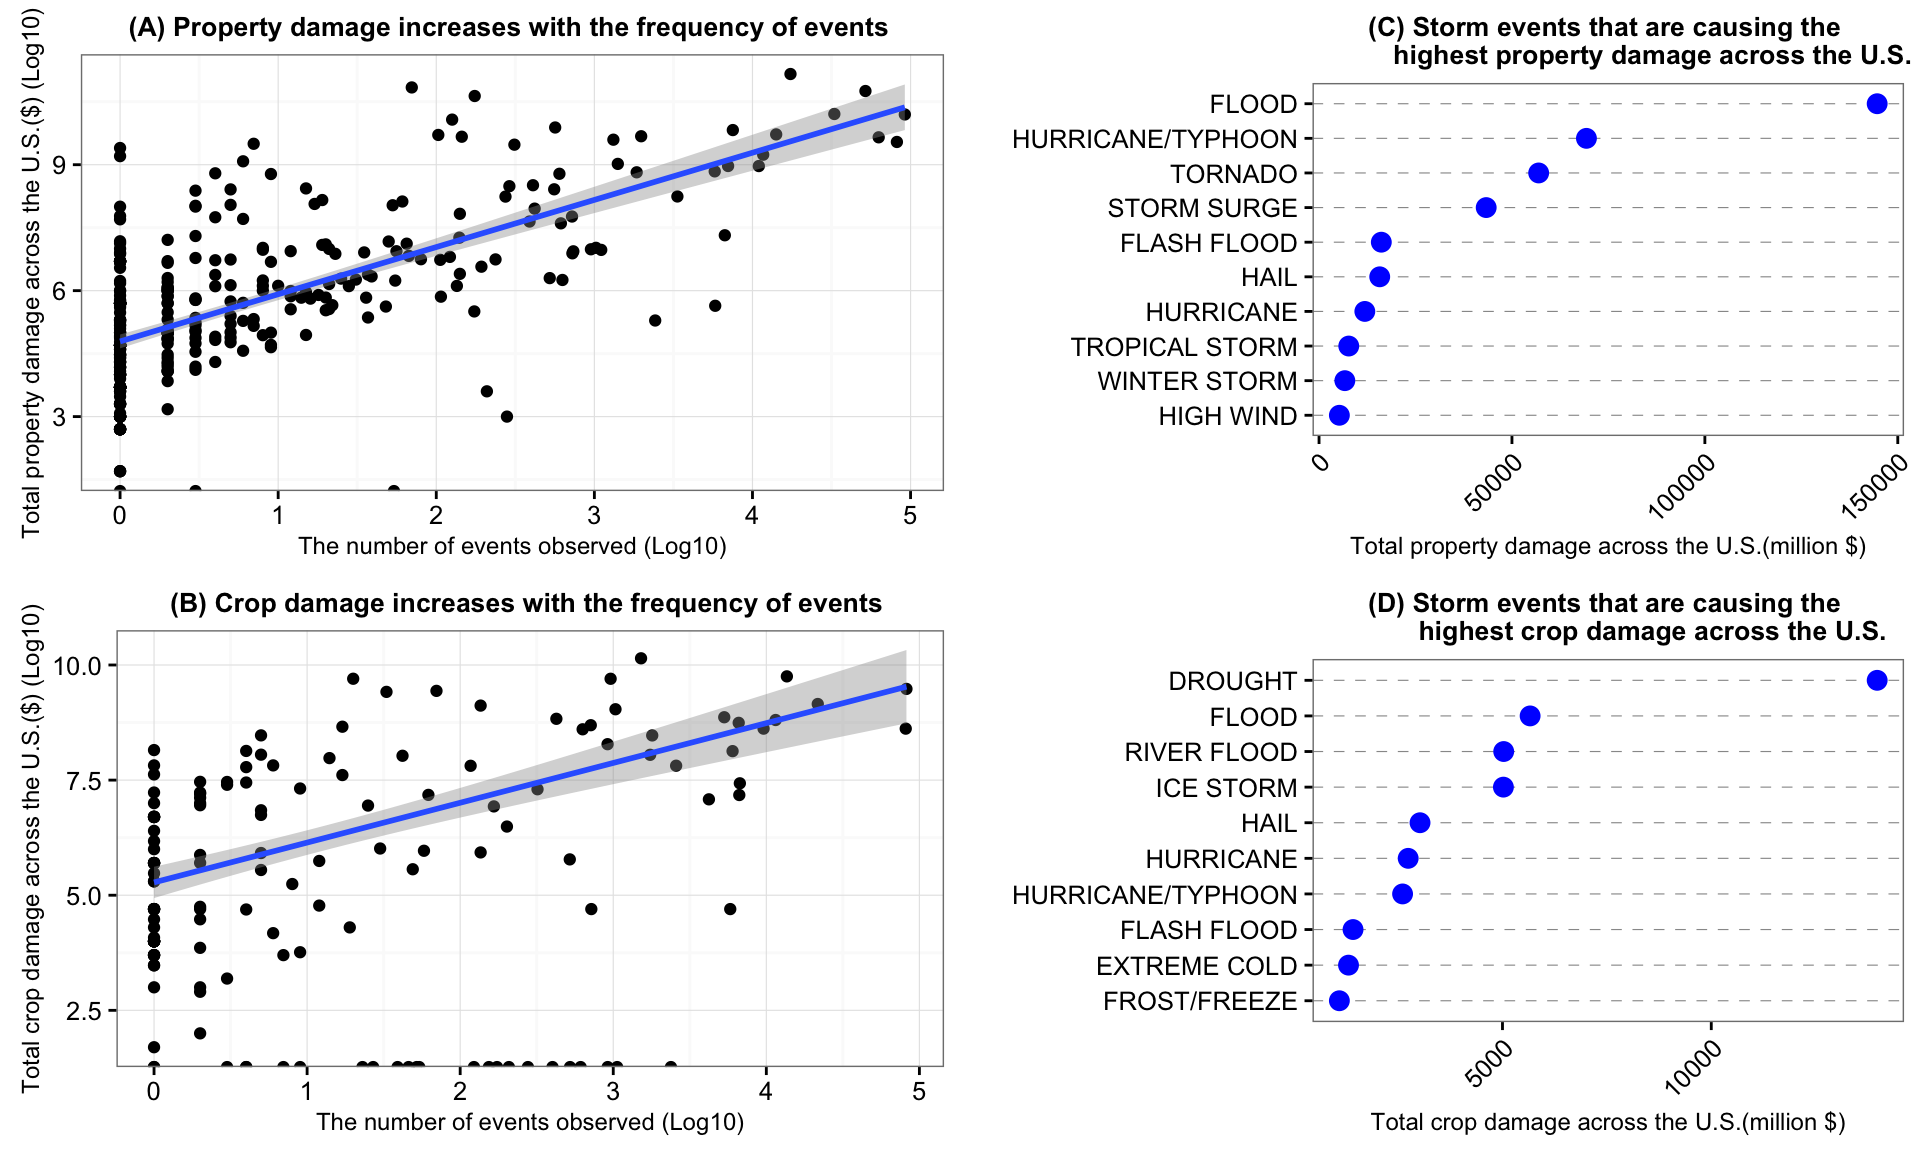 (A) Property damage increases with the frequency of events
Total property damage across the U.S.($) (Log10)
9
6
3
0 1 2 3 4 5
The number of events observed (Log10)
(C) Storm events that are causing the
highest property damage across the U.S.
FLOOD
HURRICANE/TYPHOON
TORNADO
STORM SURGE
FLASH FLOOD
HAIL
HURRICANE
TROPICAL STORM
WINTER STORM
HIGH WIND
0 50000 100000 150000
Total property damage across the U.S.(million $)
(B) Crop damage increases with the frequency of events
Total crop damage across the U.S.($) (Log10)
10.0
7.5
5.0
2.5
0 1 2 3 4 5
The number of events observed (Log10)
(D) Storm events that are causing the
highest crop damage across the U.S.
DROUGHT
FLOOD
RIVER FLOOD
ICE STORM
HAIL
HURRICANE
HURRICANE/TYPHOON
FLASH FLOOD
EXTREME COLD
FROST/FREEZE
5000 10000
Total crop damage across the U.S.(million $)